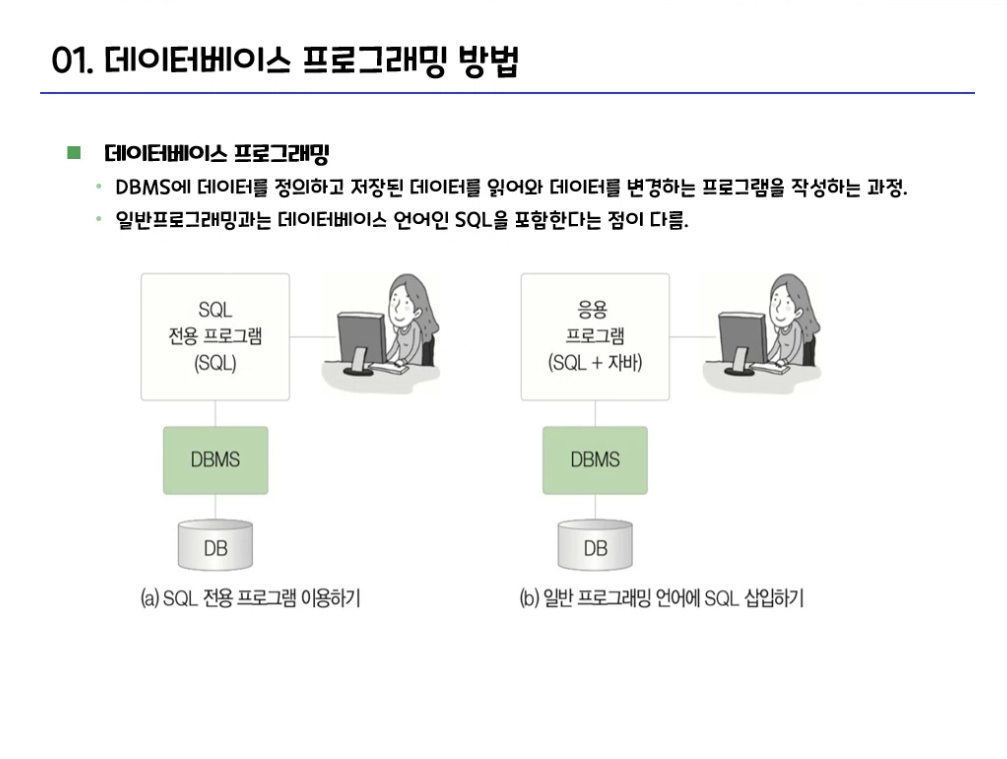 01. 데이터베이스 프로그래밍 방법
데이터베이스 프로그래밍
DBMS에 데이터를 정의하고 저장된 데이터를 읽어와 데이터를 변경하는 프로그램을 작성하는 과정.
일반프로그래밍과는 데이터베이스 언어인 SQL을 포함한다는 점이 다름.
SQL
전용 프로그램
(SQL)
DBMS
DB
(a) SQL 전용 프로그램 이용하기
응용
프로그램
(SQL + 자바)
DBMS
DB
(b) 일반 프로그래밍 언어에 SQL 삽입하기